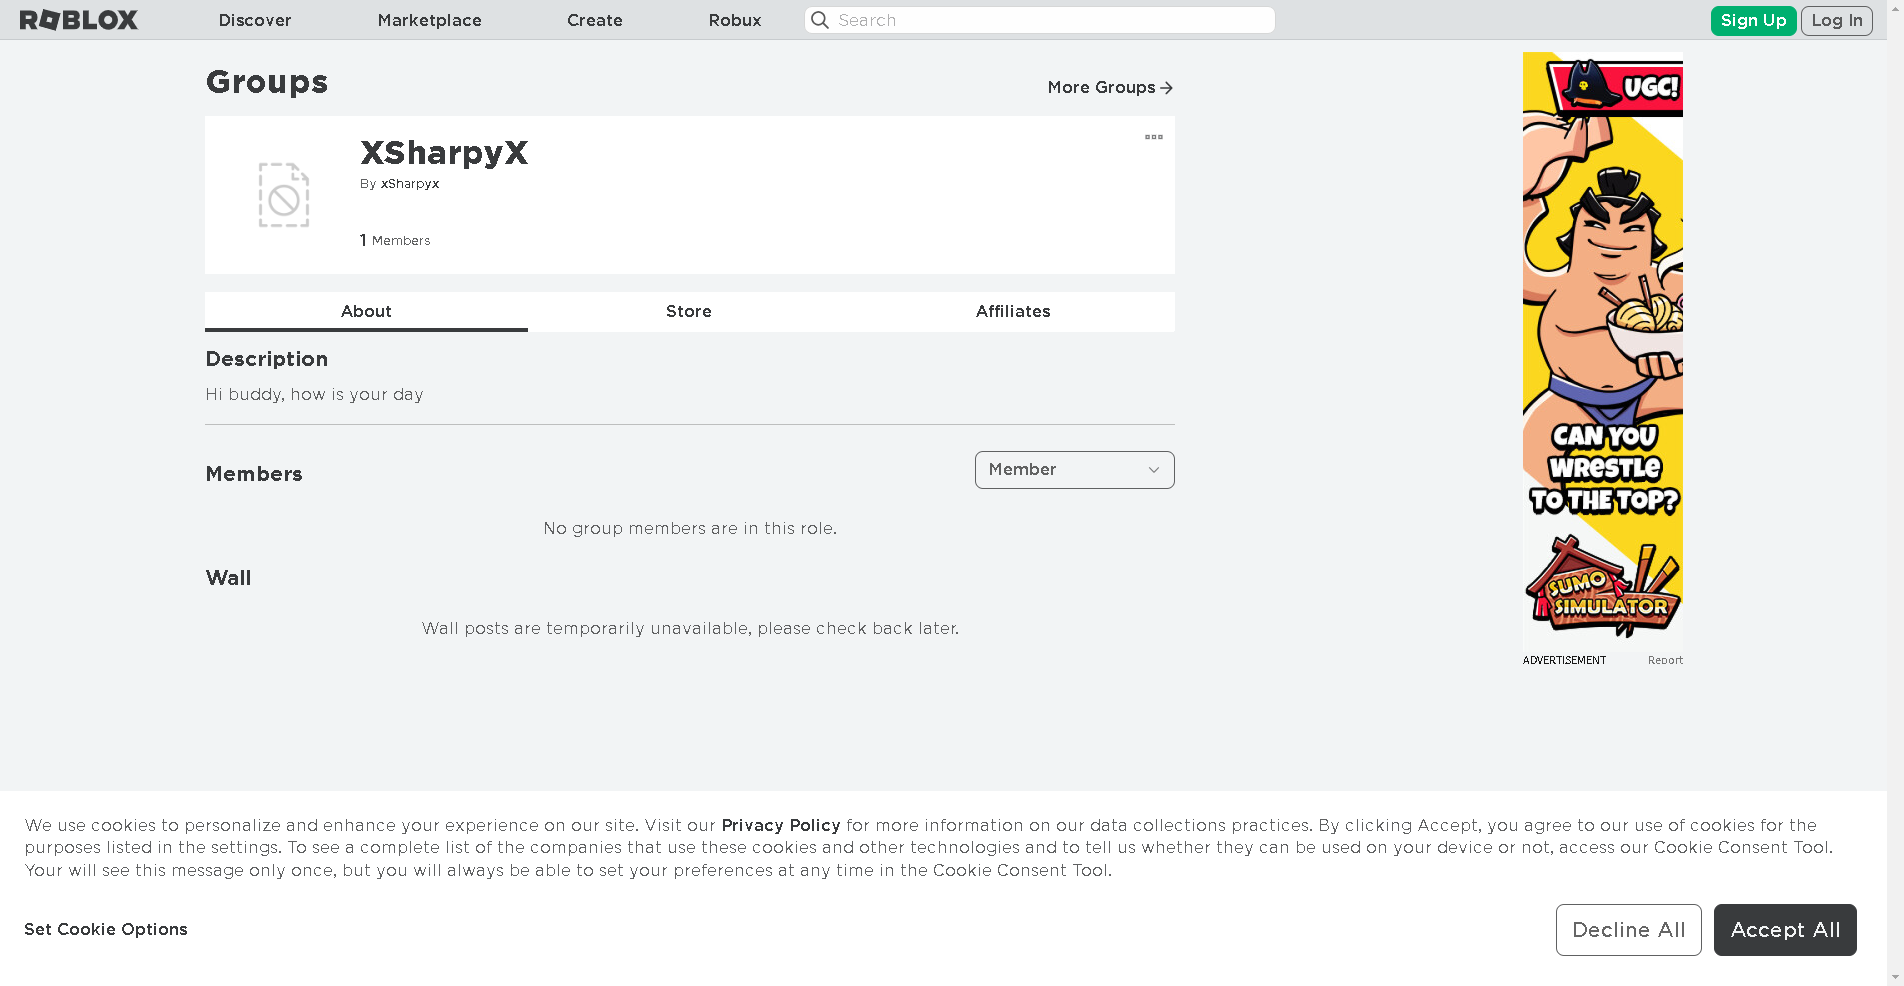 ROBLOX
Discover
Marketplace
Create
Robux
Search
Sign Up
Log In
Groups
More Groups
XSharpyX
By xSharpyx
1 Members
About
Store
Affiliates
Description
Hi buddy, how is your day
Members
Member
No group members are in this role.
Wall
Wall posts are temporarily unavailable, please check back later.
UGC!
CAN YOU
WRESTLE
TO THE TOP?
SUMO
SIMULATOR
ADVERTISEMENT
Report
We use cookies to personalize and enhance your experience on our site. Visit our Privacy Policy for more information on our data collections practices. By clicking Accept, you agree to our use of cookies for the
purposes listed in the settings. To see a complete list of the companies that use these cookies and other technologies and to tell us whether they can be used on your device or not, access our Cookie Consent Tool.
Your will see this message only once, but you will always be able to set your preferences at any time in the Cookie Consent Tool.
Set Cookie Options
Decline All
Accept All